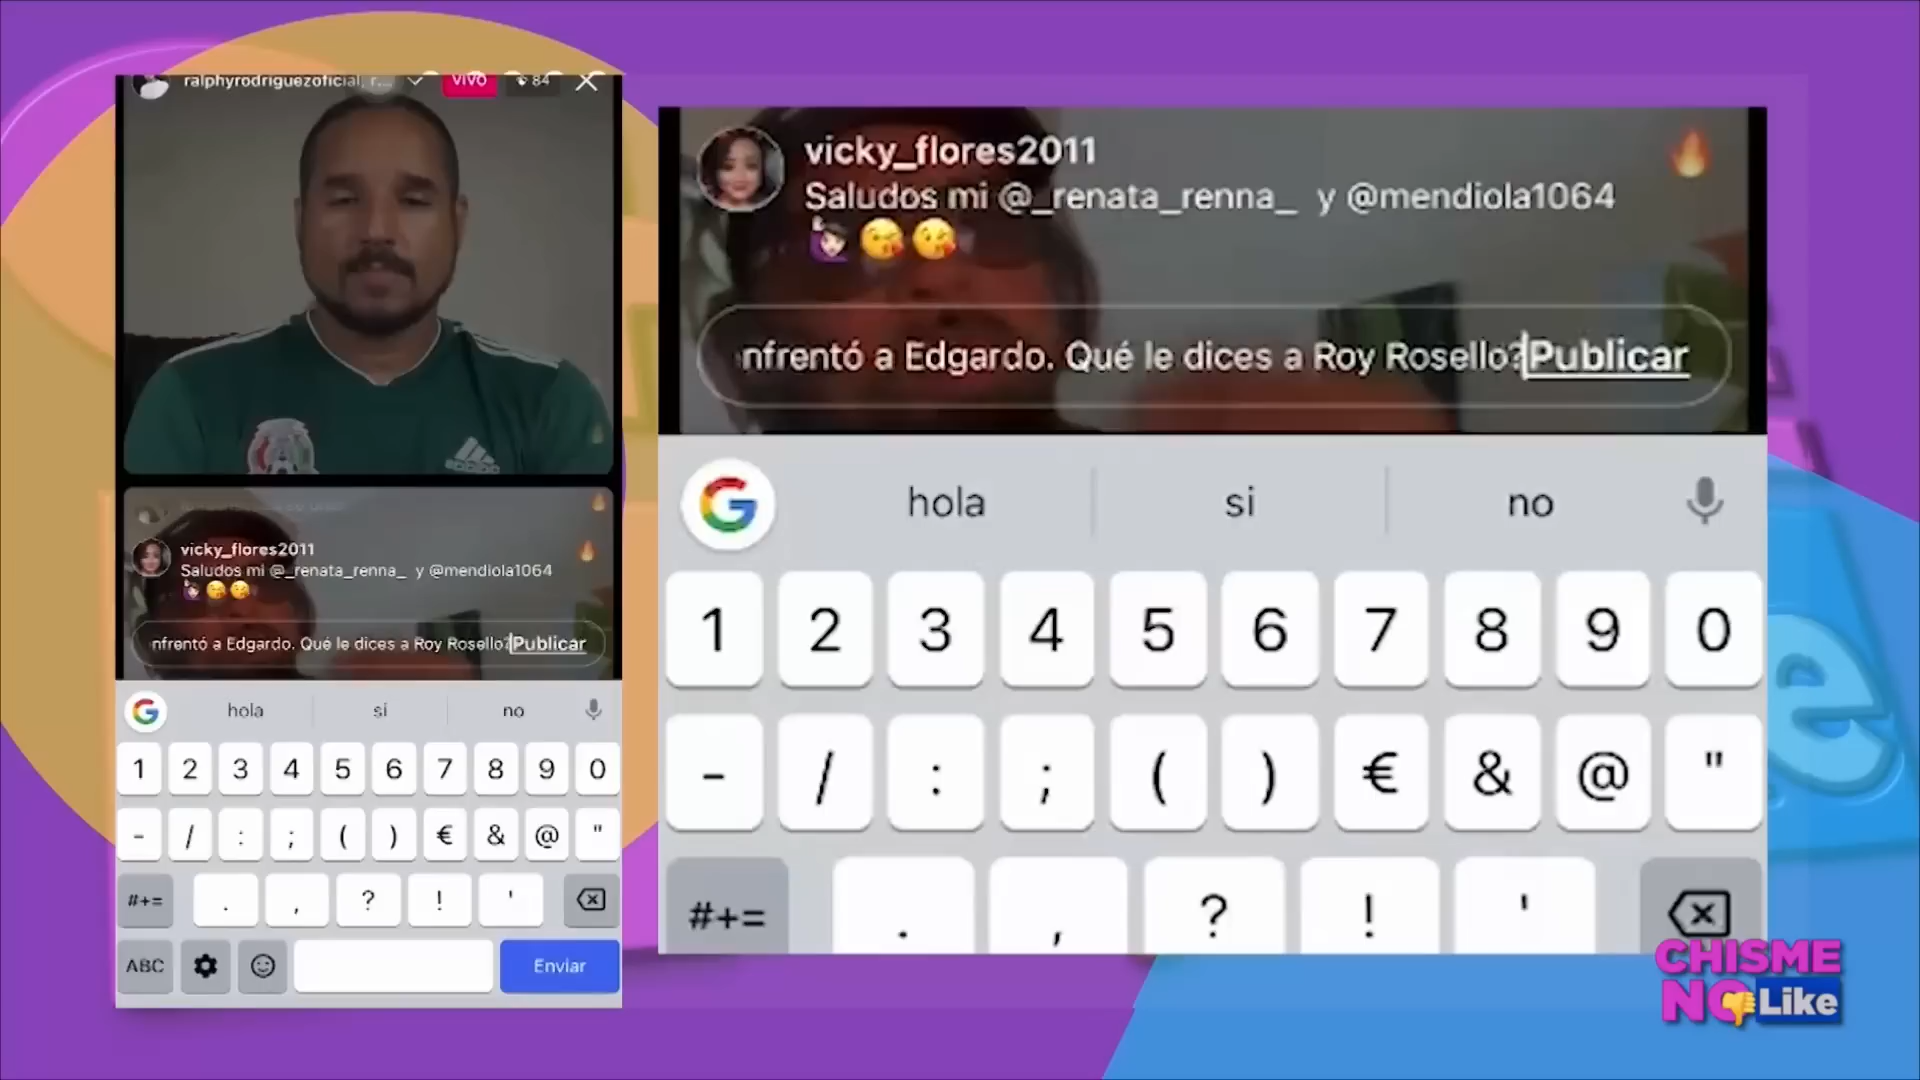 ralphyrodriguezoficial, r...
VIVO
84
vicky_flores2011
Saludos mi @_renata_renna_ y @mendiola1064
nfrentó a Edgardo. Qué le dices a Roy Rosello?
Publicar
hola
si
no
1 2 3 4 5 6 7 8 9 0
- / : ; ( ) € & @ "
#+= . , ? ! '
ABC
Enviar
vicky_flores2011
Saludos mi @_renata_renna_ y @mendiola1064
nfrentó a Edgardo. Qué le dices a Roy Rosello?
Publicar
hola
si
no
1 2 3 4 5 6 7 8 9 0
- / : ; ( ) € & @ "
#+= . , ? ! '
adidas
CHISME
NO Like